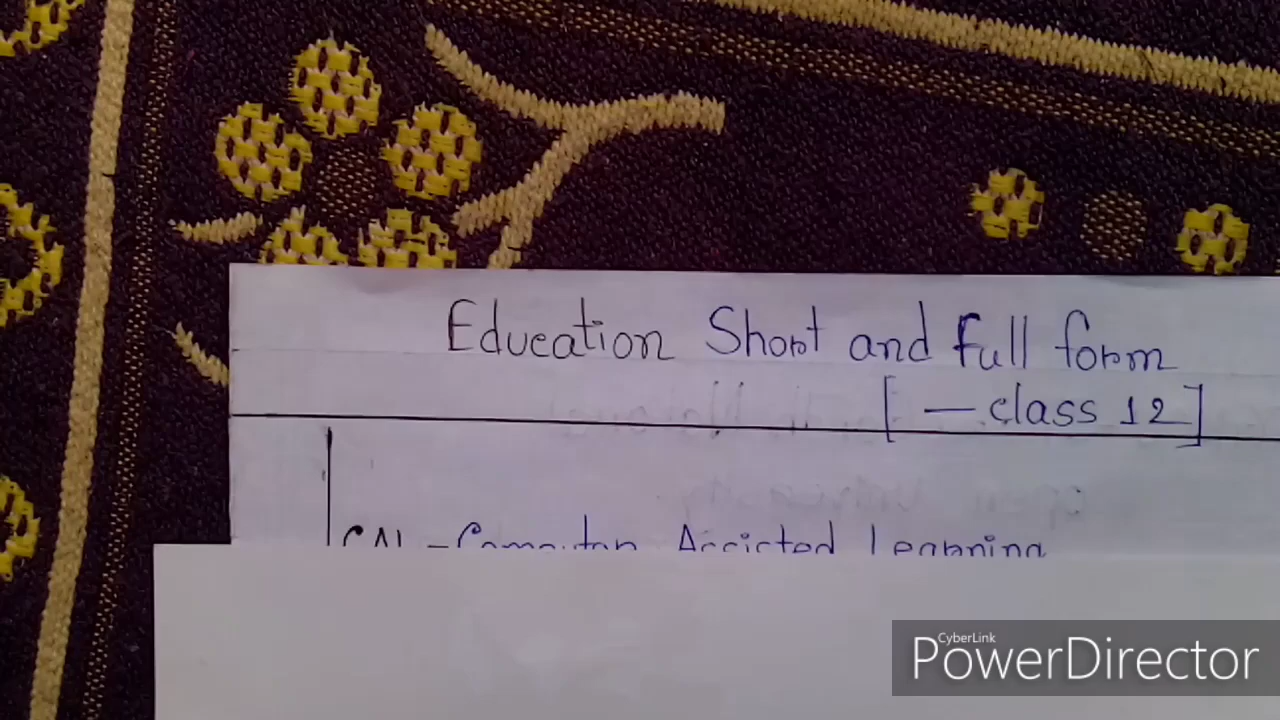 Education Short and Full form
[ — class 12 ]
CAL - Computer Assisted Learning
CyberLink
PowerDirector